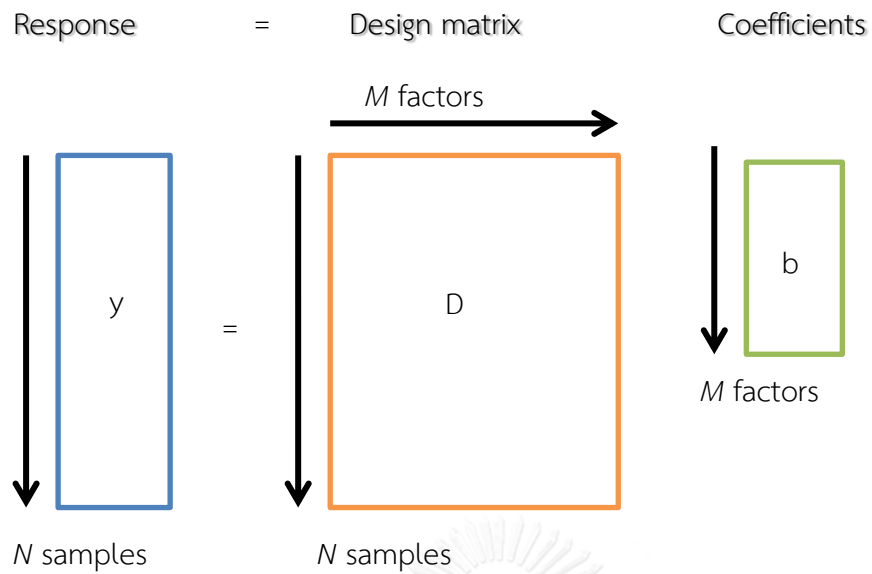 Response = Design matrix Coefficients
M factors
y = D b
M factors
N samples N samples